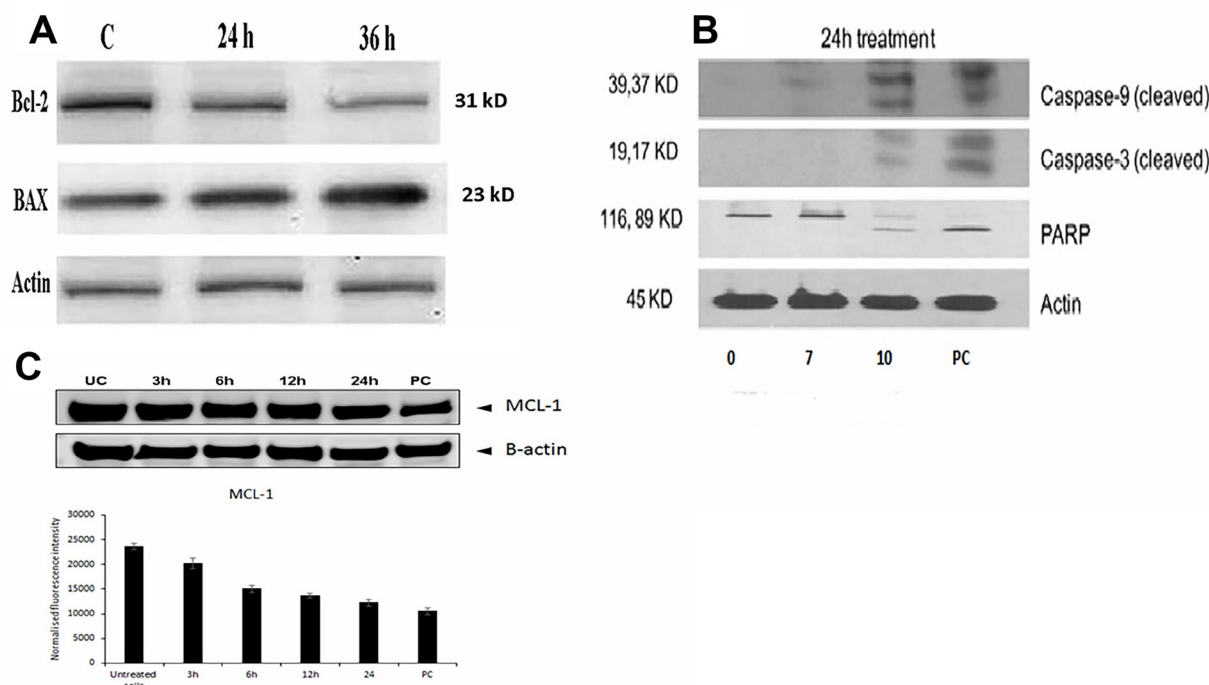 A
C 24 h 36 h
Bcl-2 31 kD
BAX 23 kD
Actin
B
24h treatment
39,37 KD Caspase-9 (cleaved)
19,17 KD Caspase-3 (cleaved)
116, 89 KD PARP
45 KD Actin
0 7 10 PC
C
UC 3h 6h 12h 24h PC
MCL-1
B-actin
MCL-1
Normalised fluorescence intensity
30000
25000
20000
15000
10000
5000
0
Untreated 3h 6h 12h 24 PC